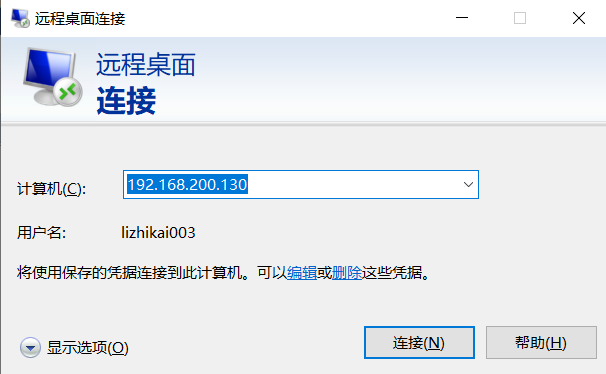 远程桌面连接
远程桌面
连接
计算机(C):
192.168.200.130
用户名:
lizhikai003
将使用保存的凭据连接到此计算机。可以编辑或删除这些凭据。
显示选项(O)
连接(N)
帮助(H)